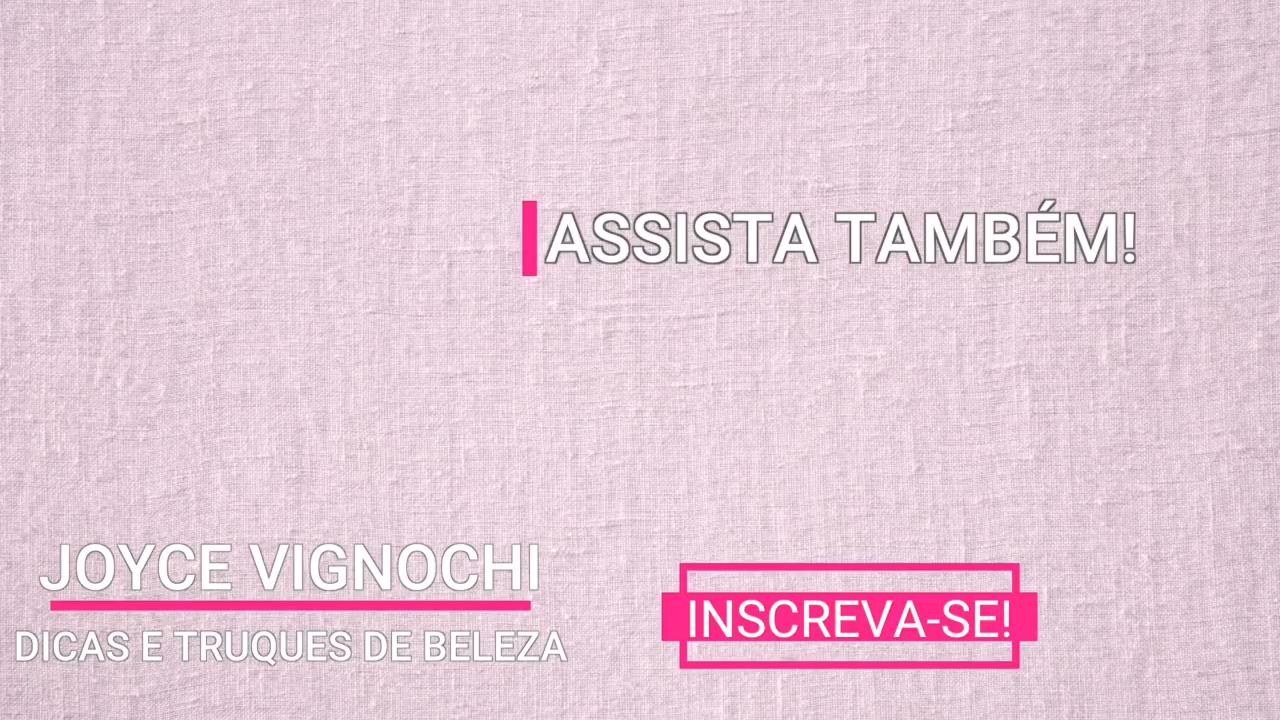 ASSISTA TAMBÉM!
JOYCE VIGNOCHI
DICAS E TRUQUES DE BELEZA
INSCREVA-SE!